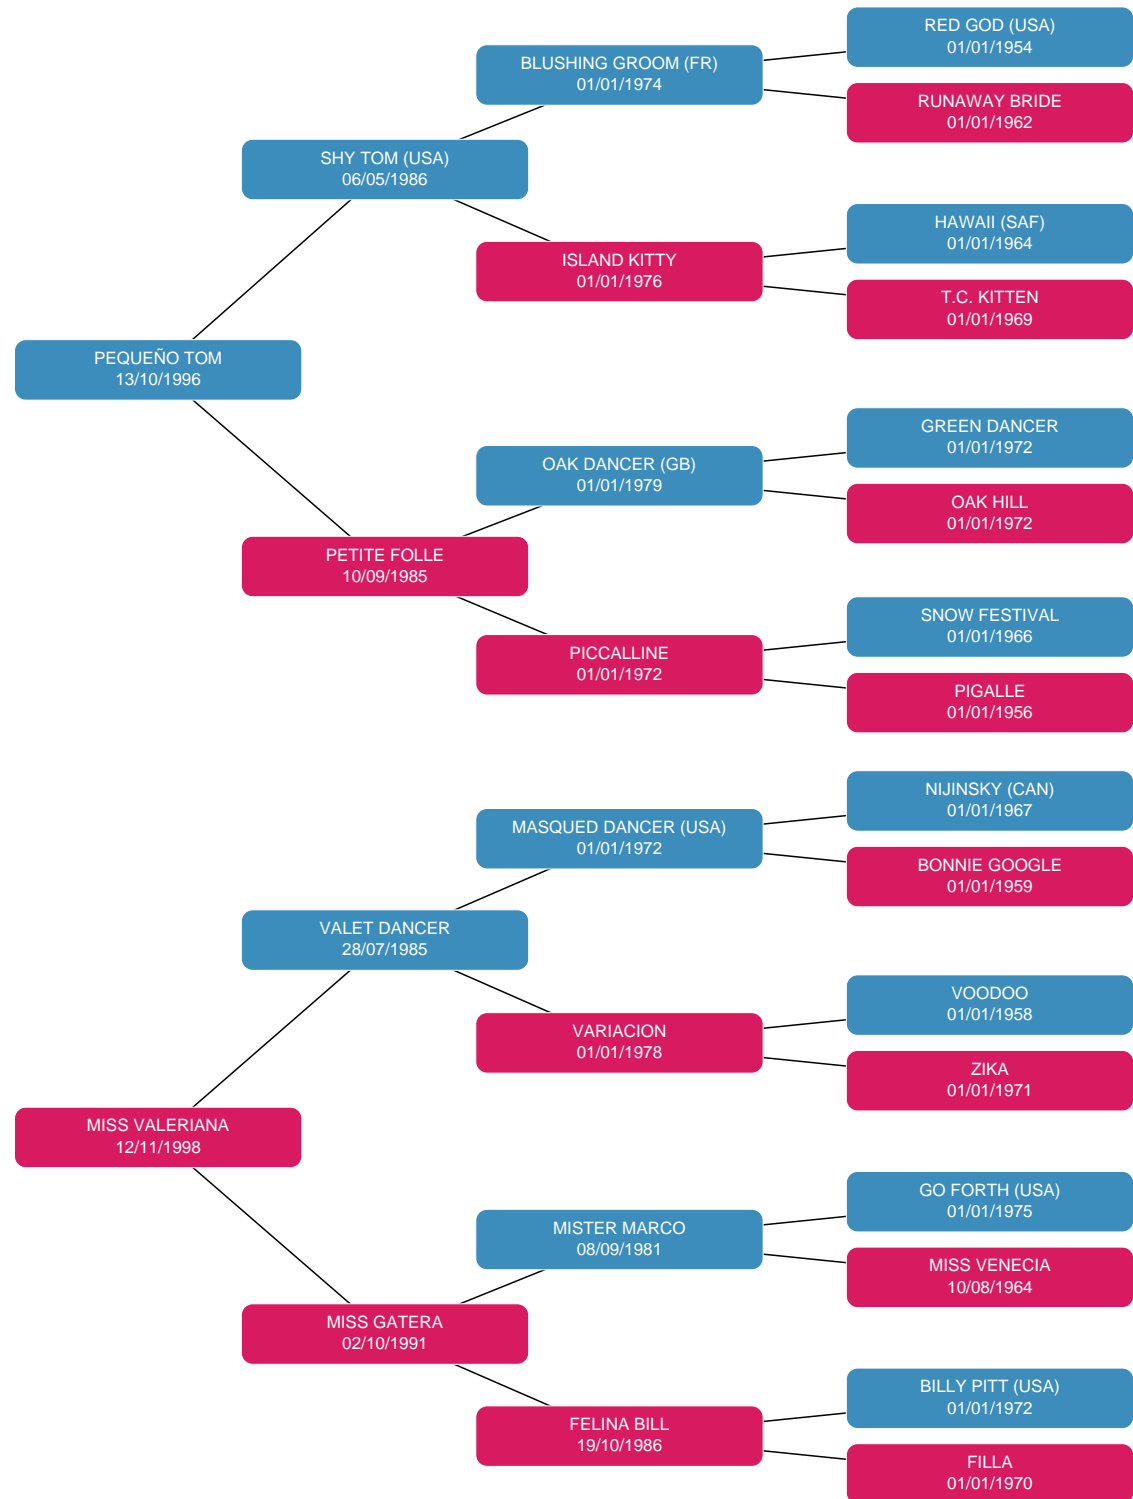 RED GOD (USA)
01/01/1954
BLUSHING GROOM (FR)
01/01/1974
RUNAWAY BRIDE
01/01/1962
SHY TOM (USA)
06/05/1986
HAWAII (SAF)
01/01/1964
ISLAND KITTY
01/01/1976
T.C. KITTEN
01/01/1969
PEQUEÑO TOM
13/10/1996
GREEN DANCER
01/01/1972
OAK DANCER (GB)
01/01/1979
OAK HILL
01/01/1972
PETITE FOLLE
10/09/1985
SNOW FESTIVAL
01/01/1966
PICCALLINE
01/01/1972
PIGALLE
01/01/1956
NIJINSKY (CAN)
01/01/1967
MASQUED DANCER (USA)
01/01/1972
BONNIE GOOGLE
01/01/1959
VALET DANCER
28/07/1985
VOODOO
01/01/1958
VARIACION
01/01/1978
ZIKA
01/01/1971
MISS VALERIANA
12/11/1998
GO FORTH (USA)
01/01/1975
MISTER MARCO
08/09/1981
MISS VENECIA
10/08/1964
MISS GATERA
02/10/1991
BILLY PITT (USA)
01/01/1972
FELINA BILL
19/10/1986
FILLA
01/01/1970